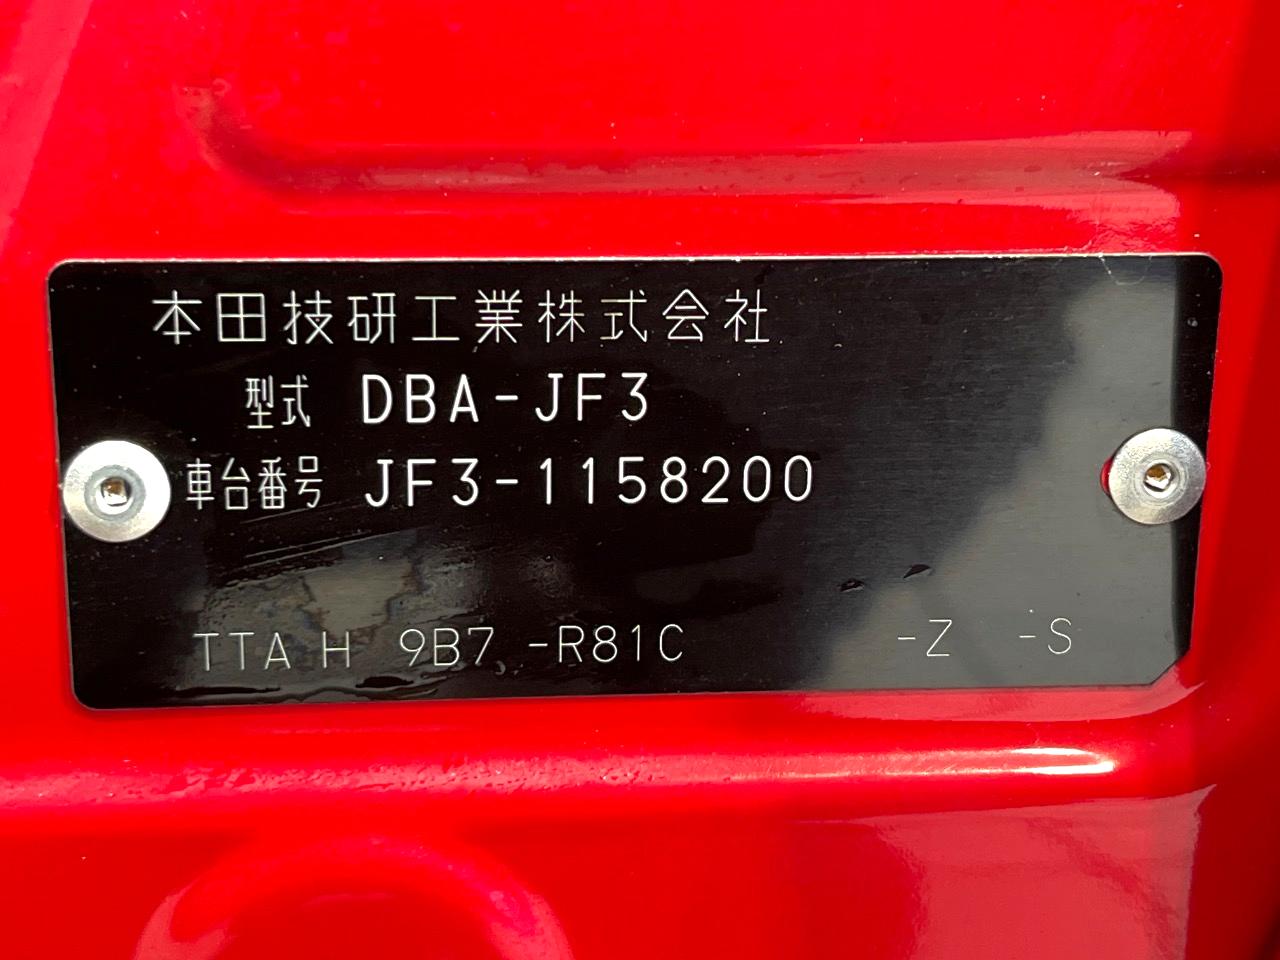 本田技研工業株式会社
型式 DBA-JF3
車台番号 JF3-1158200
TTA H 9B7 -R81C -Z -S